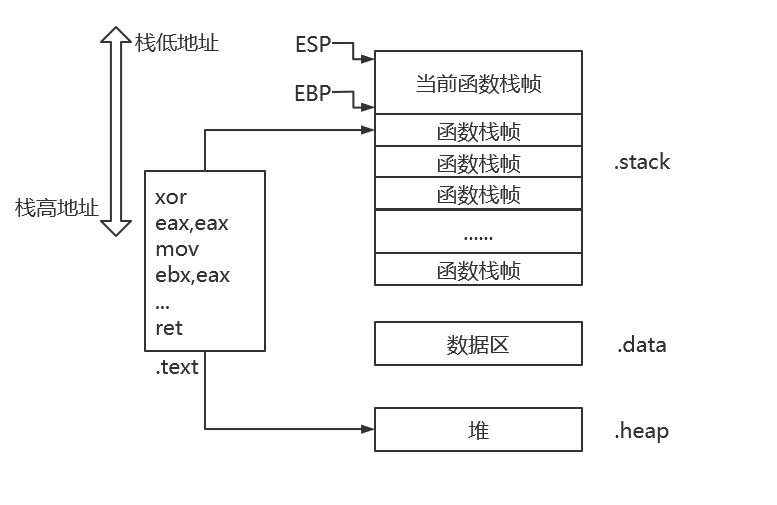 栈低地址
ESP
当前函数栈帧
EBP
函数栈帧
函数栈帧
.stack
函数栈帧
栈高地址
xor
eax,eax
mov
ebx,eax
...
ret
......
函数栈帧
数据区
.data
.text
堆
.heap